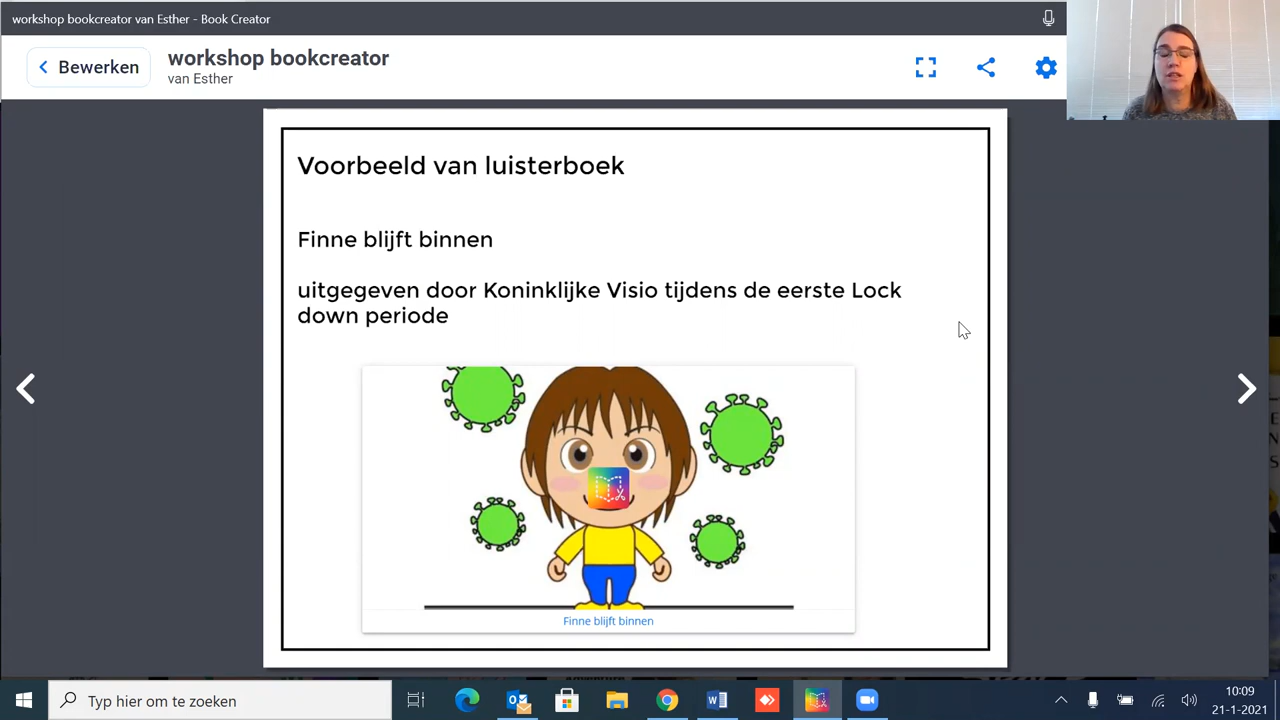 workshop bookcreator van Esther - Book Creator
Bewerken
workshop bookcreator
van Esther
Voorbeeld van luisterboek
Finne blijft binnen
uitgegeven door Koninklijke Visio tijdens de eerste Lock
down periode
Finne blijft binnen
Typ hier om te zoeken
10:09
21-1-2021